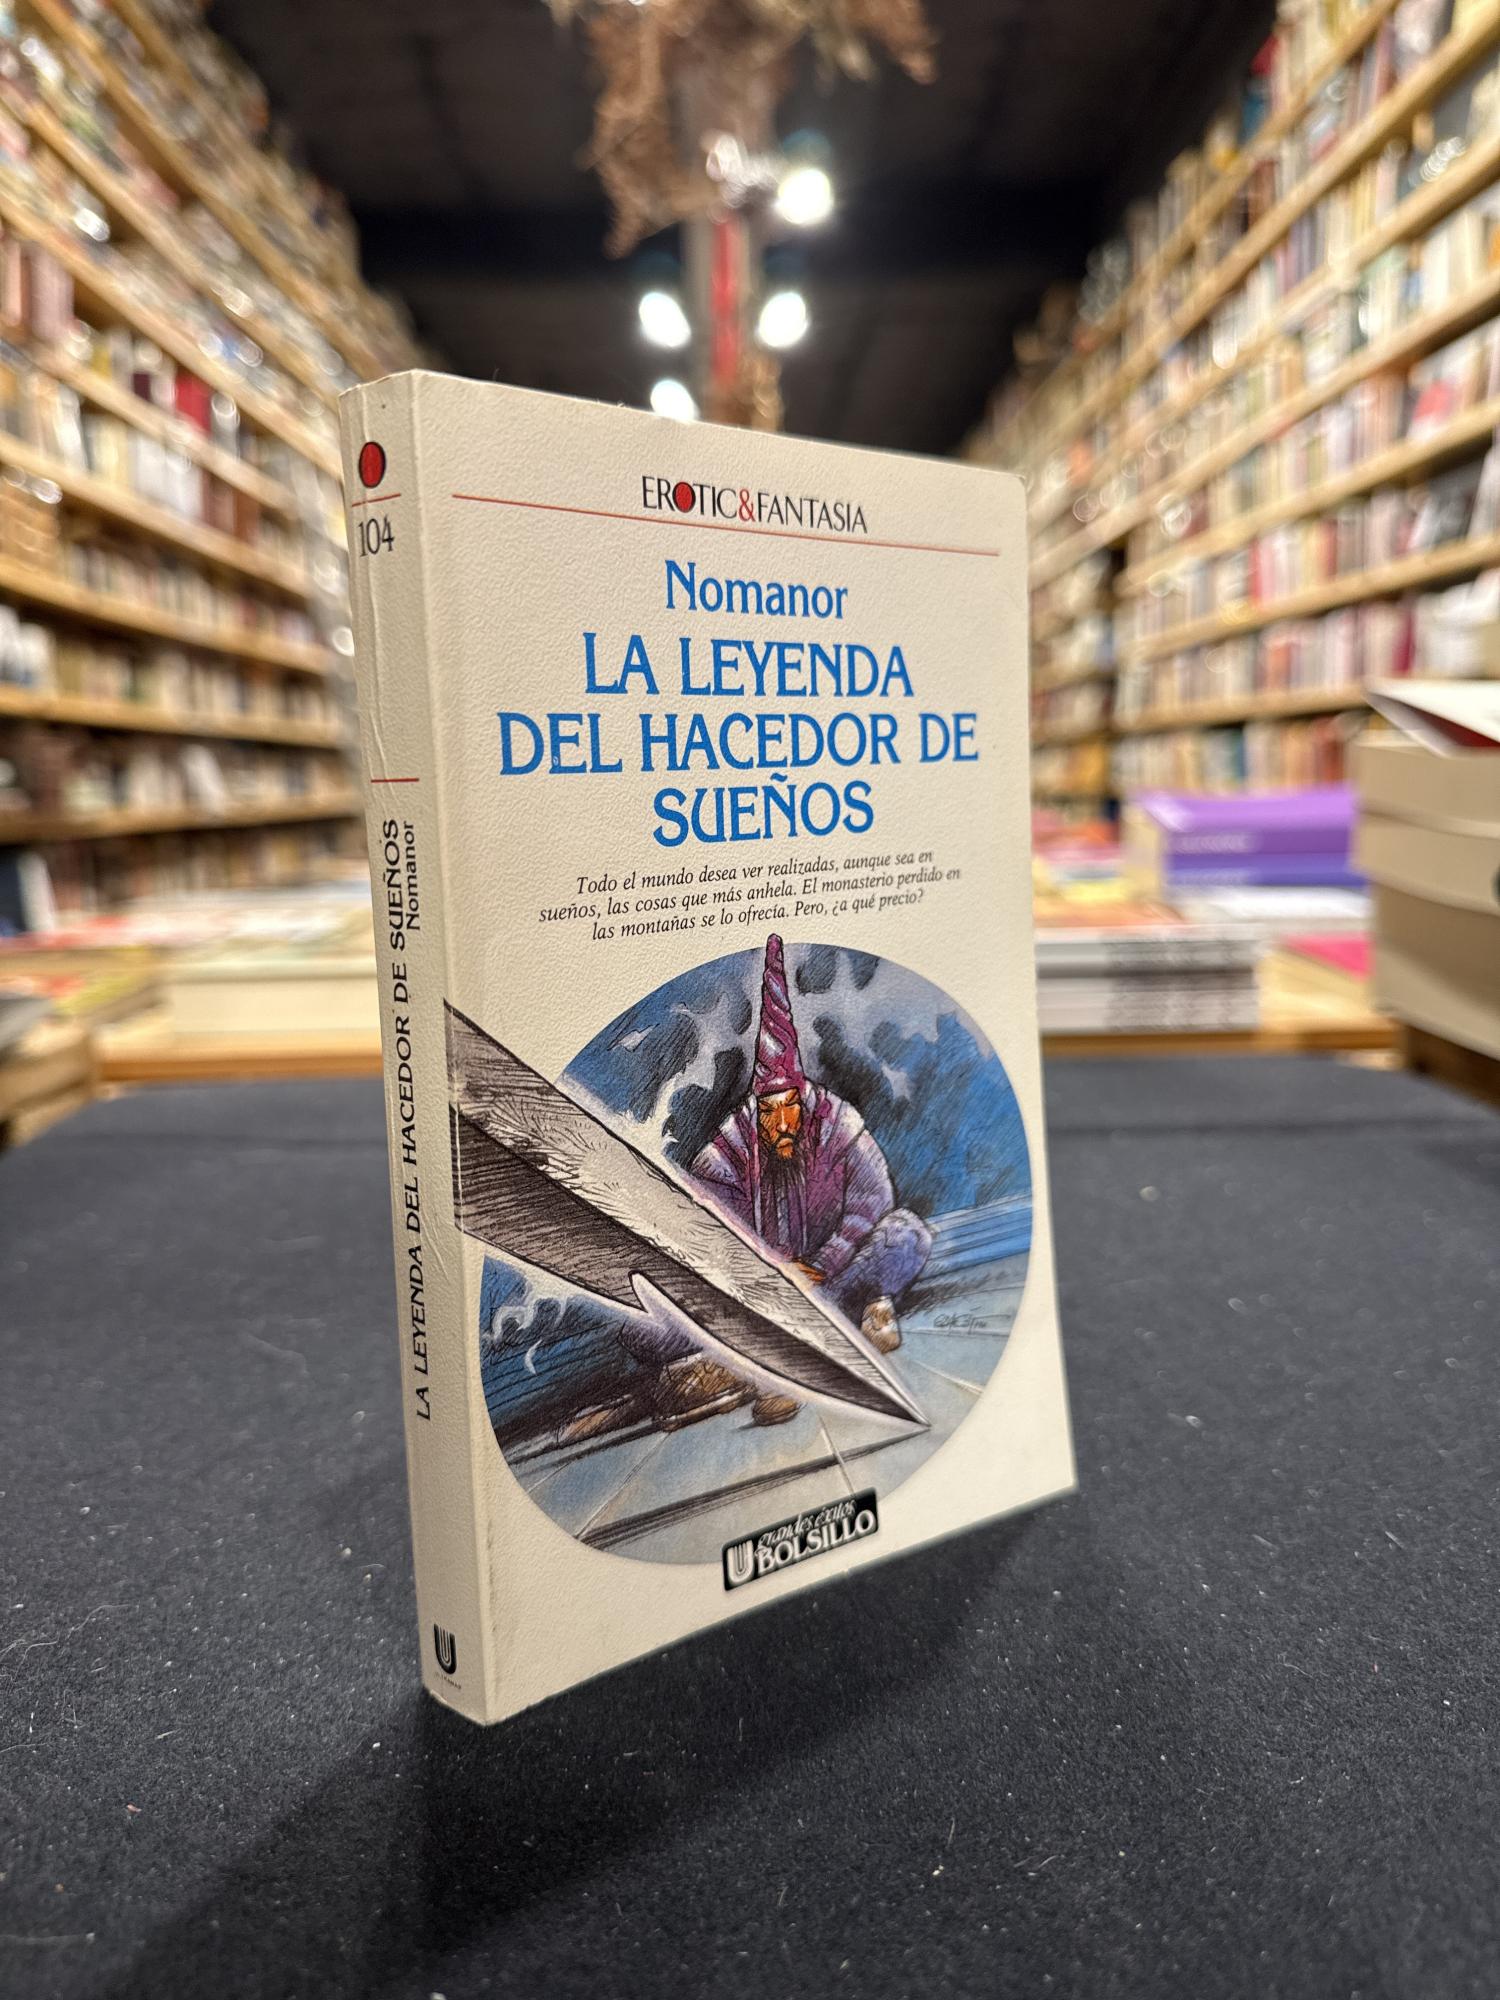 EROTIC&FANTASIA
Nomanor
LA LEYENDA
DEL HACEDOR DE
SUEÑOS
Todo el mundo desea ver realizadas, aunque sea en
sueños, las cosas que más anhela. El monasterio perdido en
las montañas se lo ofrecía. Pero, ¿a qué precio?
grandes éxitos
BOLSILLO
104
LA LEYENDA DEL HACEDOR DE SUEÑOS
Nomanor